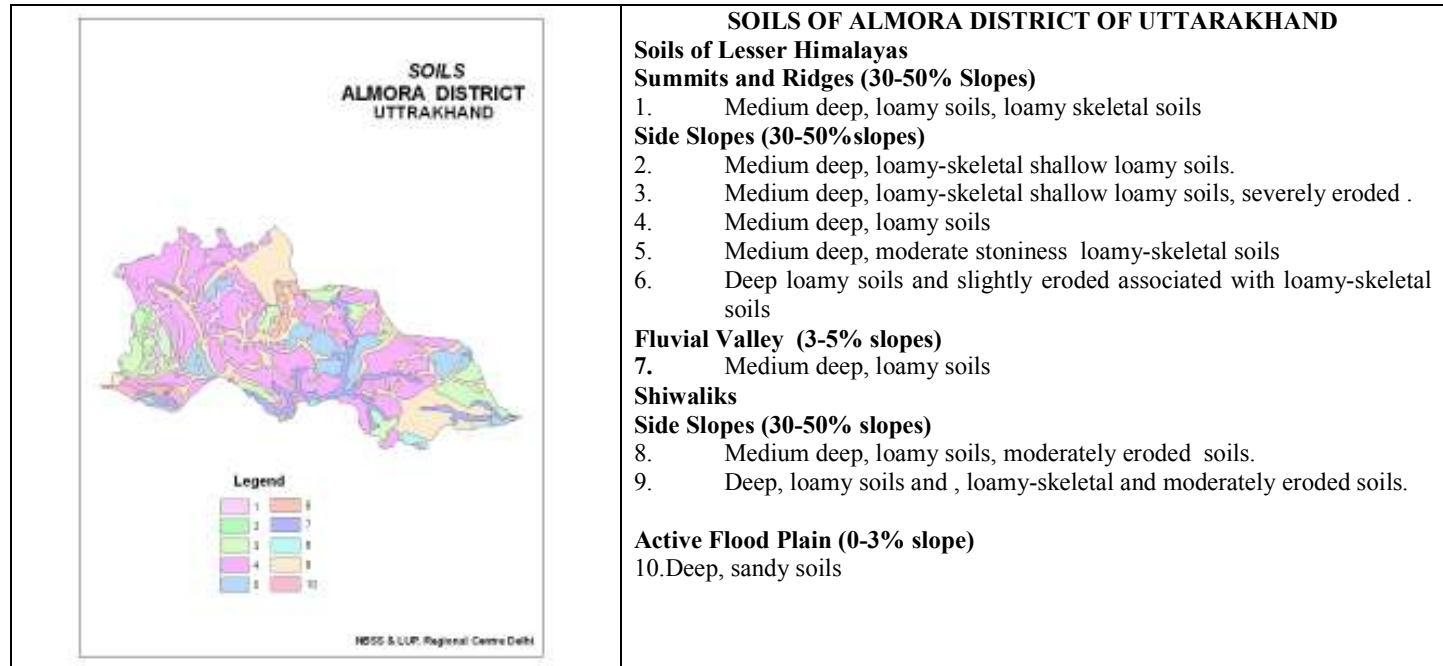 SOILS
ALMORA DISTRICT
UTTRAKHAND
Legend
1
2
3
4
5
6
7
8
9
10
NBSS & LUP, Regional Centre Delhi
SOILS OF ALMORA DISTRICT OF UTTARAKHAND
Soils of Lesser Himalayas
Summits and Ridges (30-50% Slopes)
1. Medium deep, loamy soils, loamy skeletal soils
Side Slopes (30-50%slopes)
2. Medium deep, loamy-skeletal shallow loamy soils.
3. Medium deep, loamy-skeletal shallow loamy soils, severely eroded .
4. Medium deep, loamy soils
5. Medium deep, moderate stoniness loamy-skeletal soils
6. Deep loamy soils and slightly eroded associated with loamy-skeletal
soils
Fluvial Valley (3-5% slopes)
7. Medium deep, loamy soils
Shiwaliks
Side Slopes (30-50% slopes)
8. Medium deep, loamy soils, moderately eroded soils.
9. Deep, loamy soils and , loamy-skeletal and moderately eroded soils.
Active Flood Plain (0-3% slope)
10.Deep, sandy soils